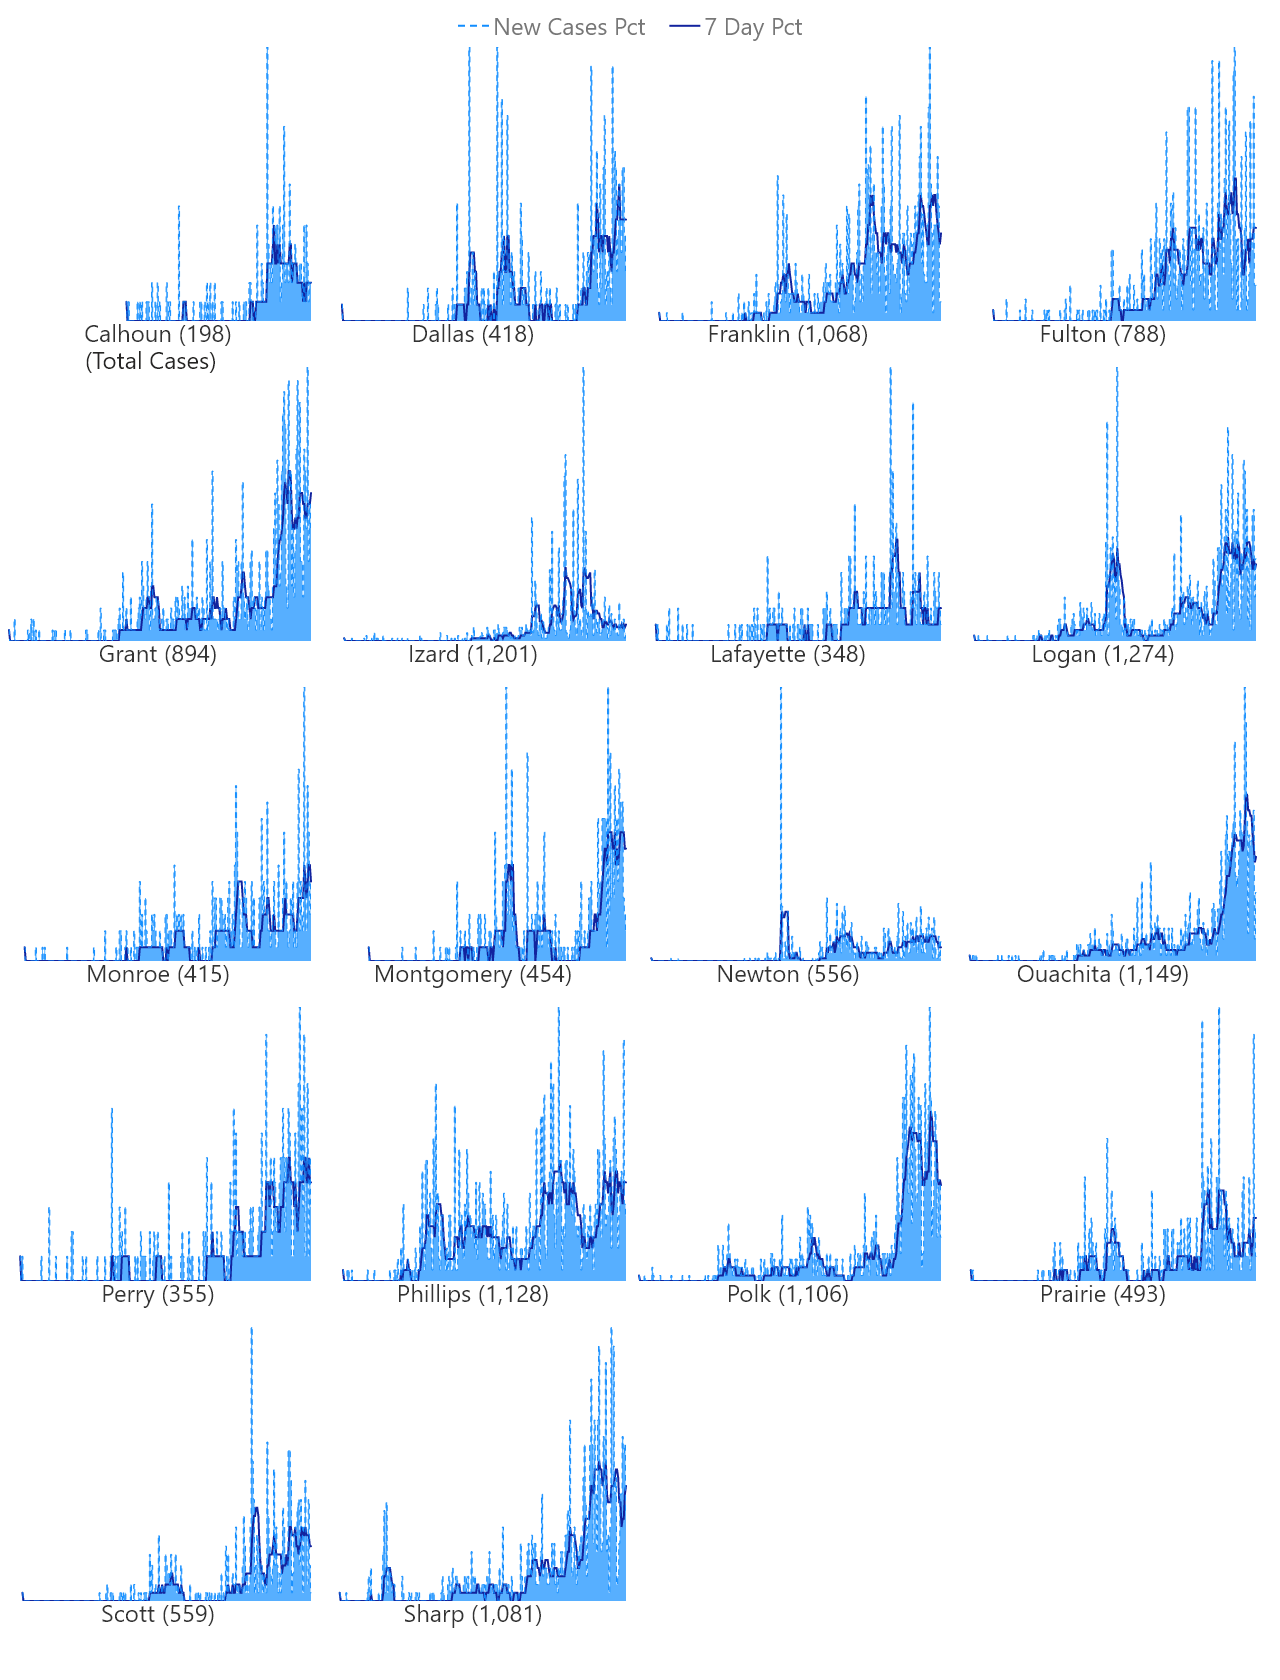 New Cases Pct 7 Day Pct
Calhoun (198) Dallas (418) Franklin (1,068) Fulton (788)
(Total Cases)
Grant (894) Izard (1,201) Lafayette (348) Logan (1,274)
Monroe (415) Montgomery (454) Newton (556) Ouachita (1,149)
Perry (355) Phillips (1,128) Polk (1,106) Prairie (493)
Scott (559) Sharp (1,081)